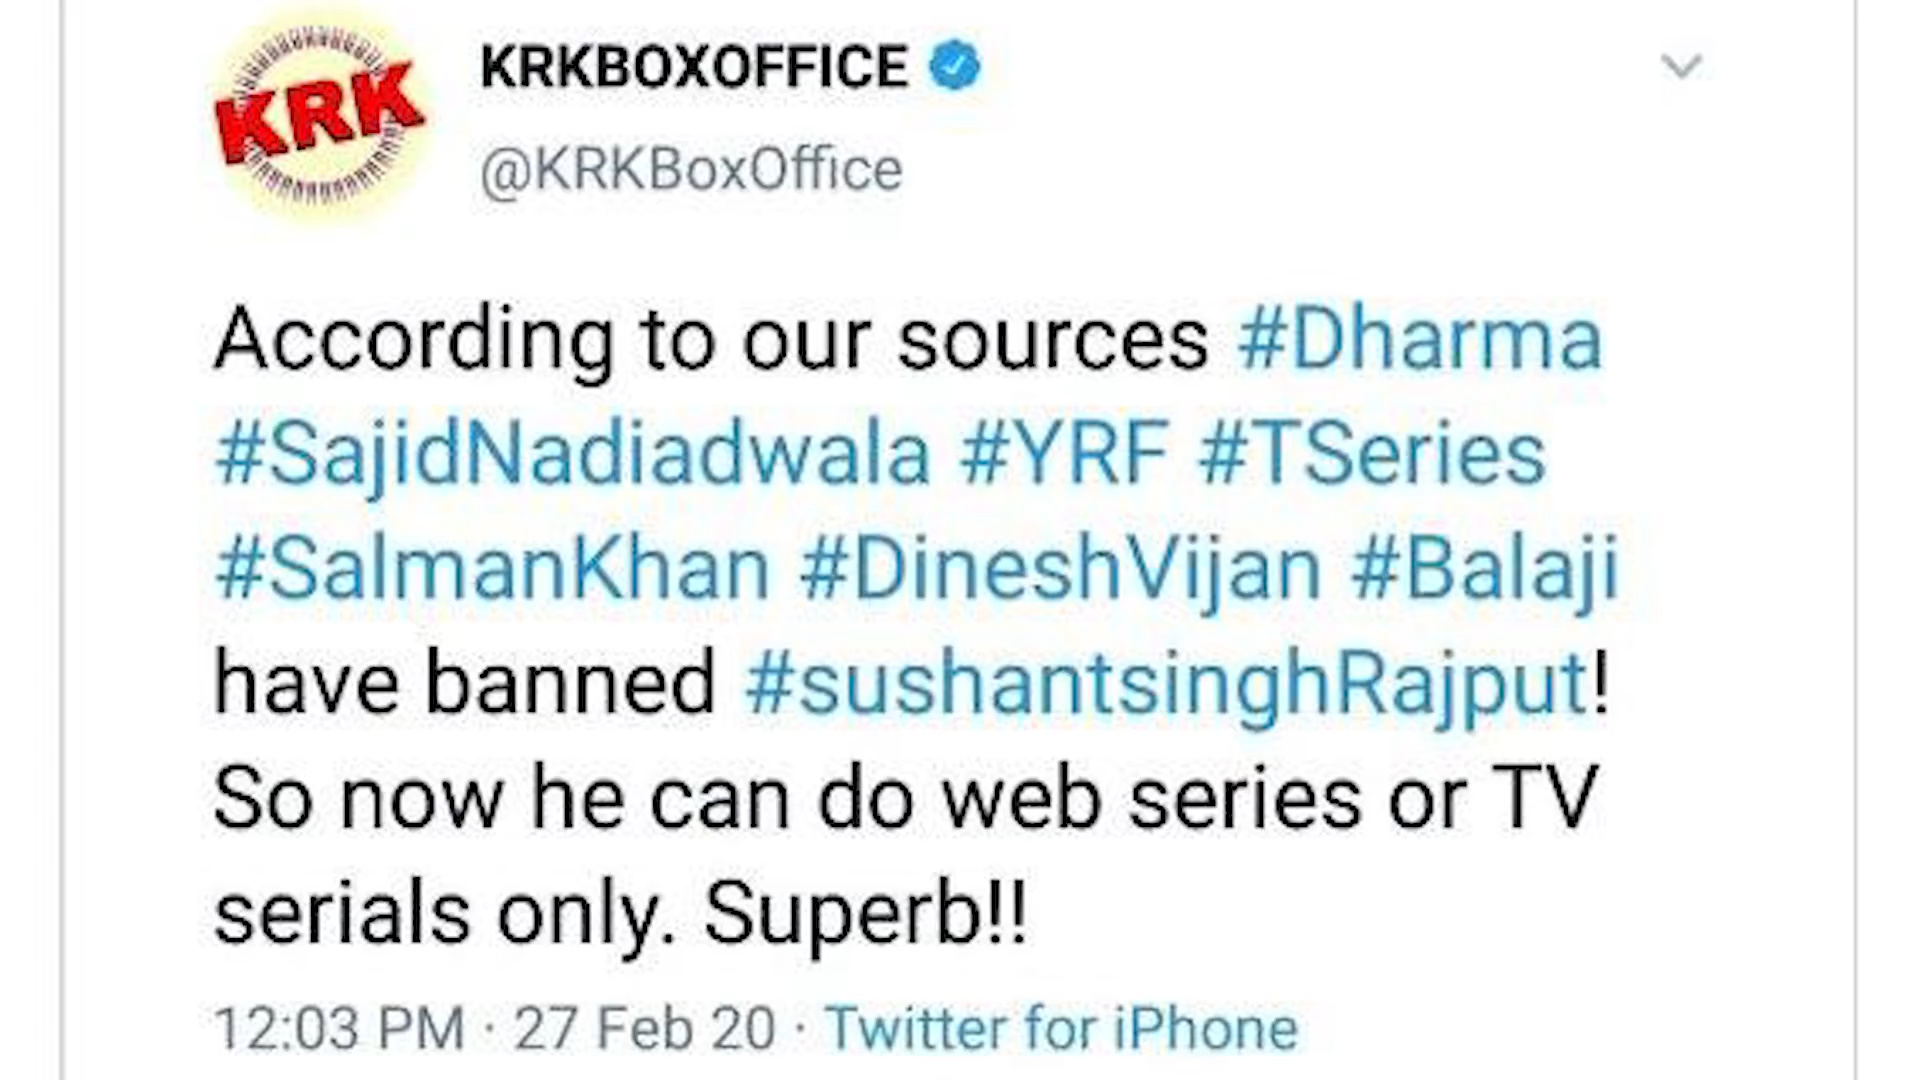 KRK
KRKBOXOFFICE
@KRKBoxOffice
According to our sources #Dharma
#SajidNadiadwala #YRF #TSeries
#SalmanKhan #DineshVijan #Balaji
have banned #sushantsinghRajput!
So now he can do web series or TV
serials only. Superb!!
12:03 PM · 27 Feb 20 · Twitter for iPhone